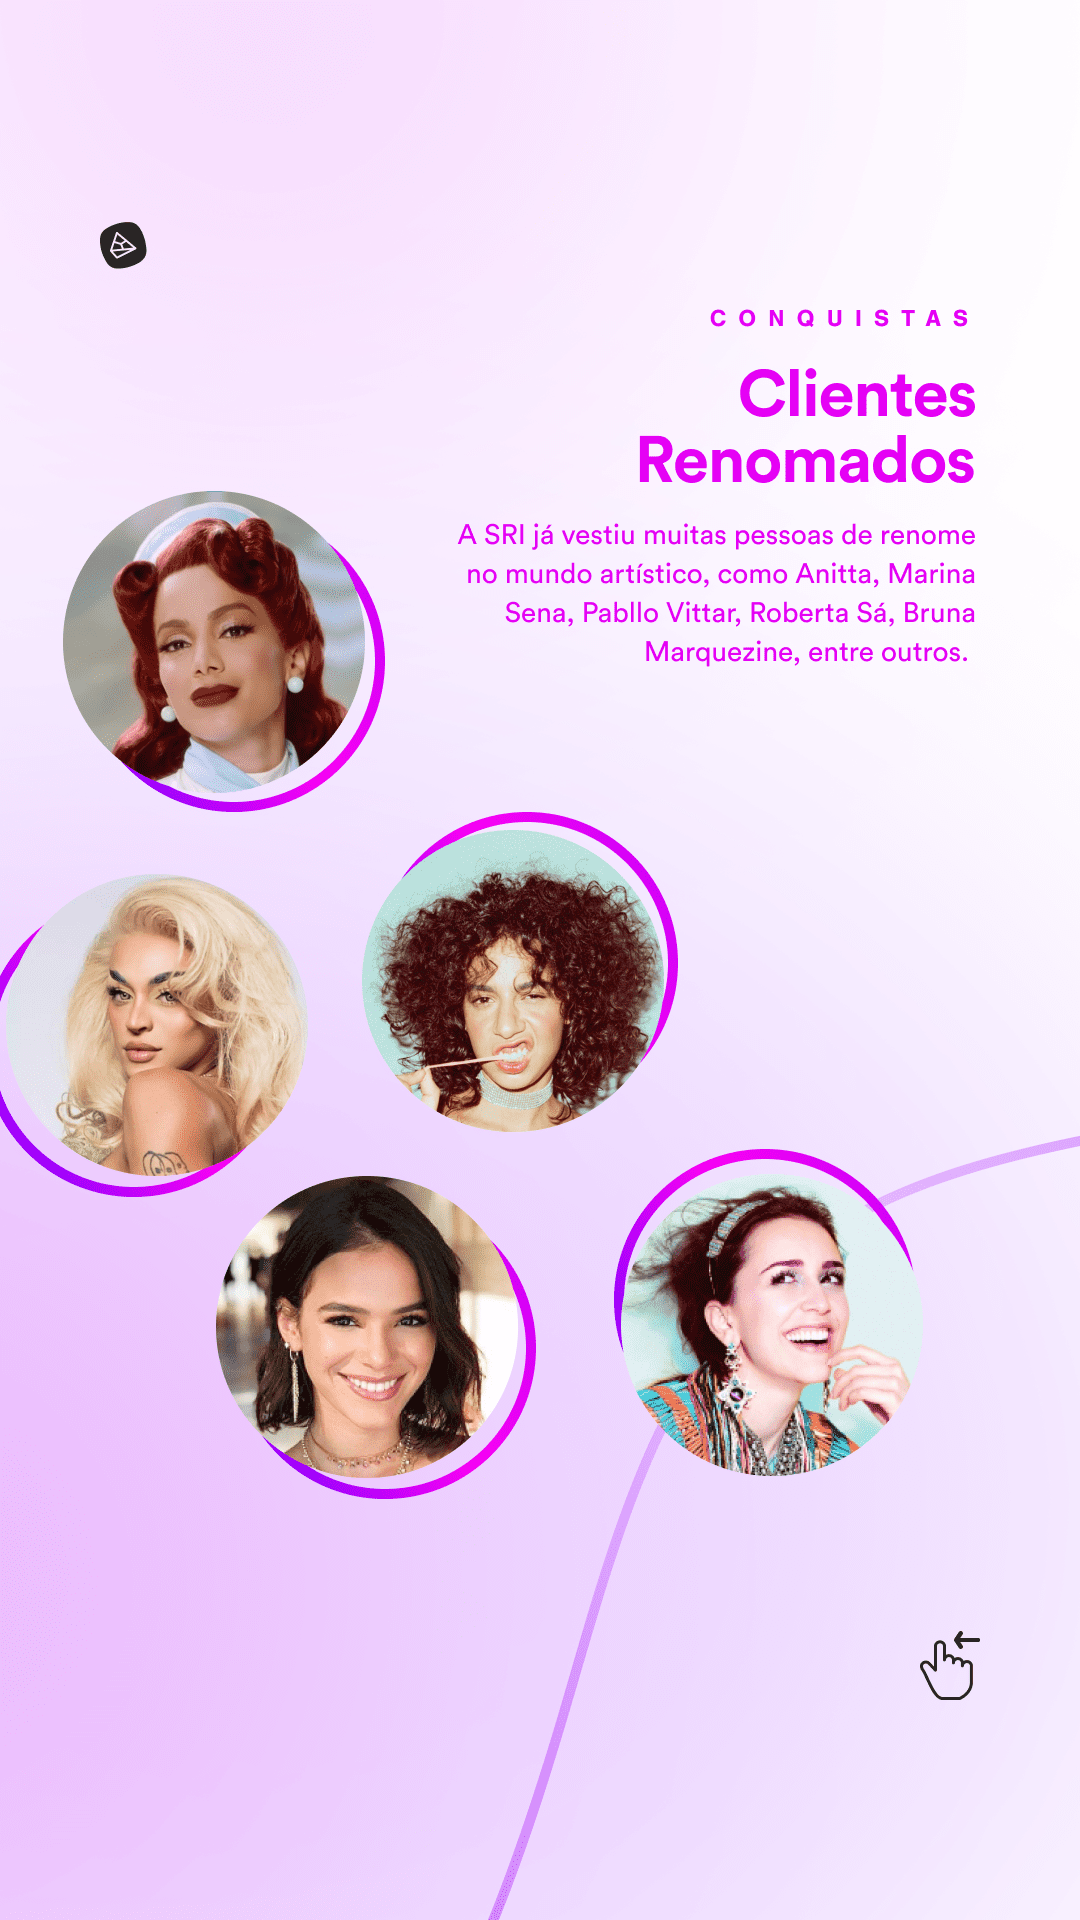 CONQUISTAS
Clientes
Renomados
A SRI já vestiu muitas pessoas de renome
no mundo artístico, como Anitta, Marina
Sena, Pabllo Vittar, Roberta Sá, Bruna
Marquezine, entre outros.